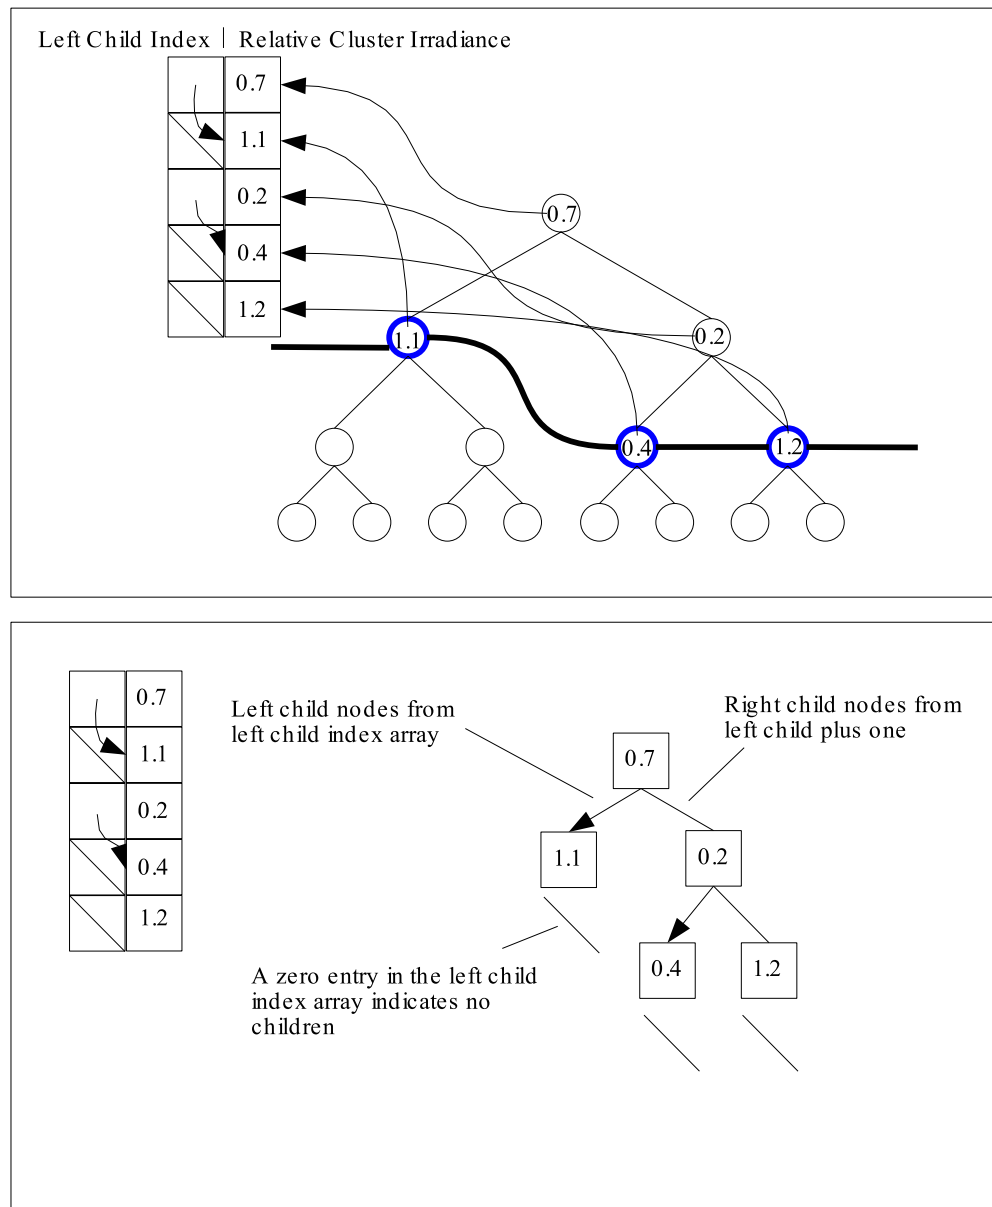 Left Child Index | Relative Cluster Irradiance
0.7
1.1
0.2
0.4
1.2
0.7
1.1
0.2
0.4
1.2
0.7
1.1
0.2
0.4
1.2
Left child nodes from
left child index array
Right child nodes from
left child plus one
0.7
1.1
0.2
0.4
1.2
A zero entry in the left child
index array indicates no
children